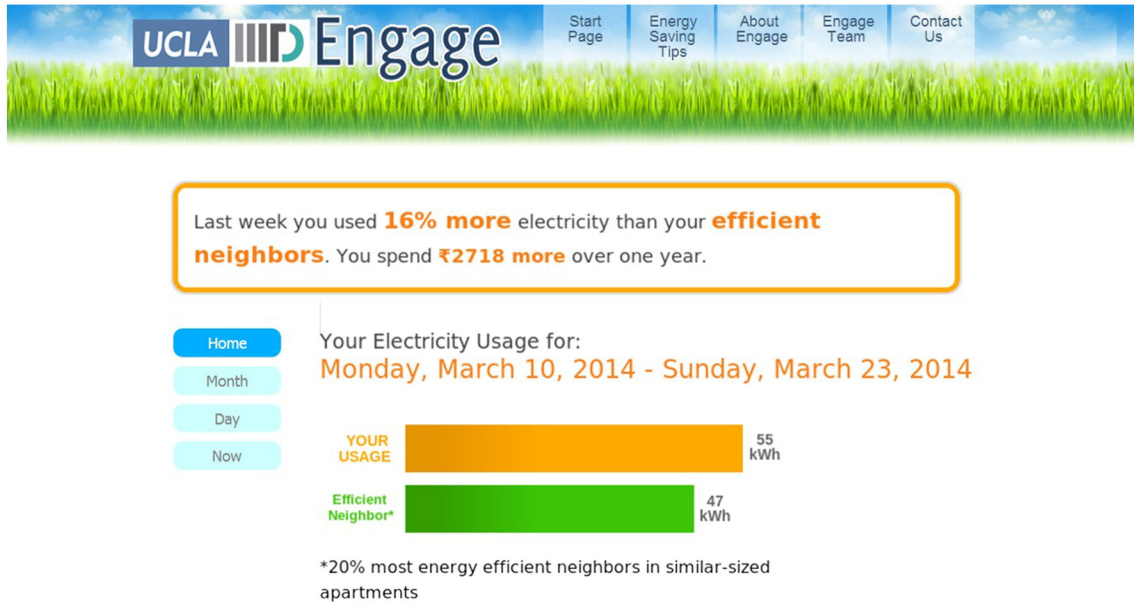 UCLA IIITD Engage
Start Page
Energy Saving Tips
About Engage
Engage Team
Contact Us
Last week you used 16% more electricity than your efficient
neighbors. You spend ₹2718 more over one year.
Home
Month
Day
Now
Your Electricity Usage for:
Monday, March 10, 2014 - Sunday, March 23, 2014
YOUR
USAGE
55
kWh
Efficient
Neighbor*
47
kWh
*20% most energy efficient neighbors in similar-sized
apartments